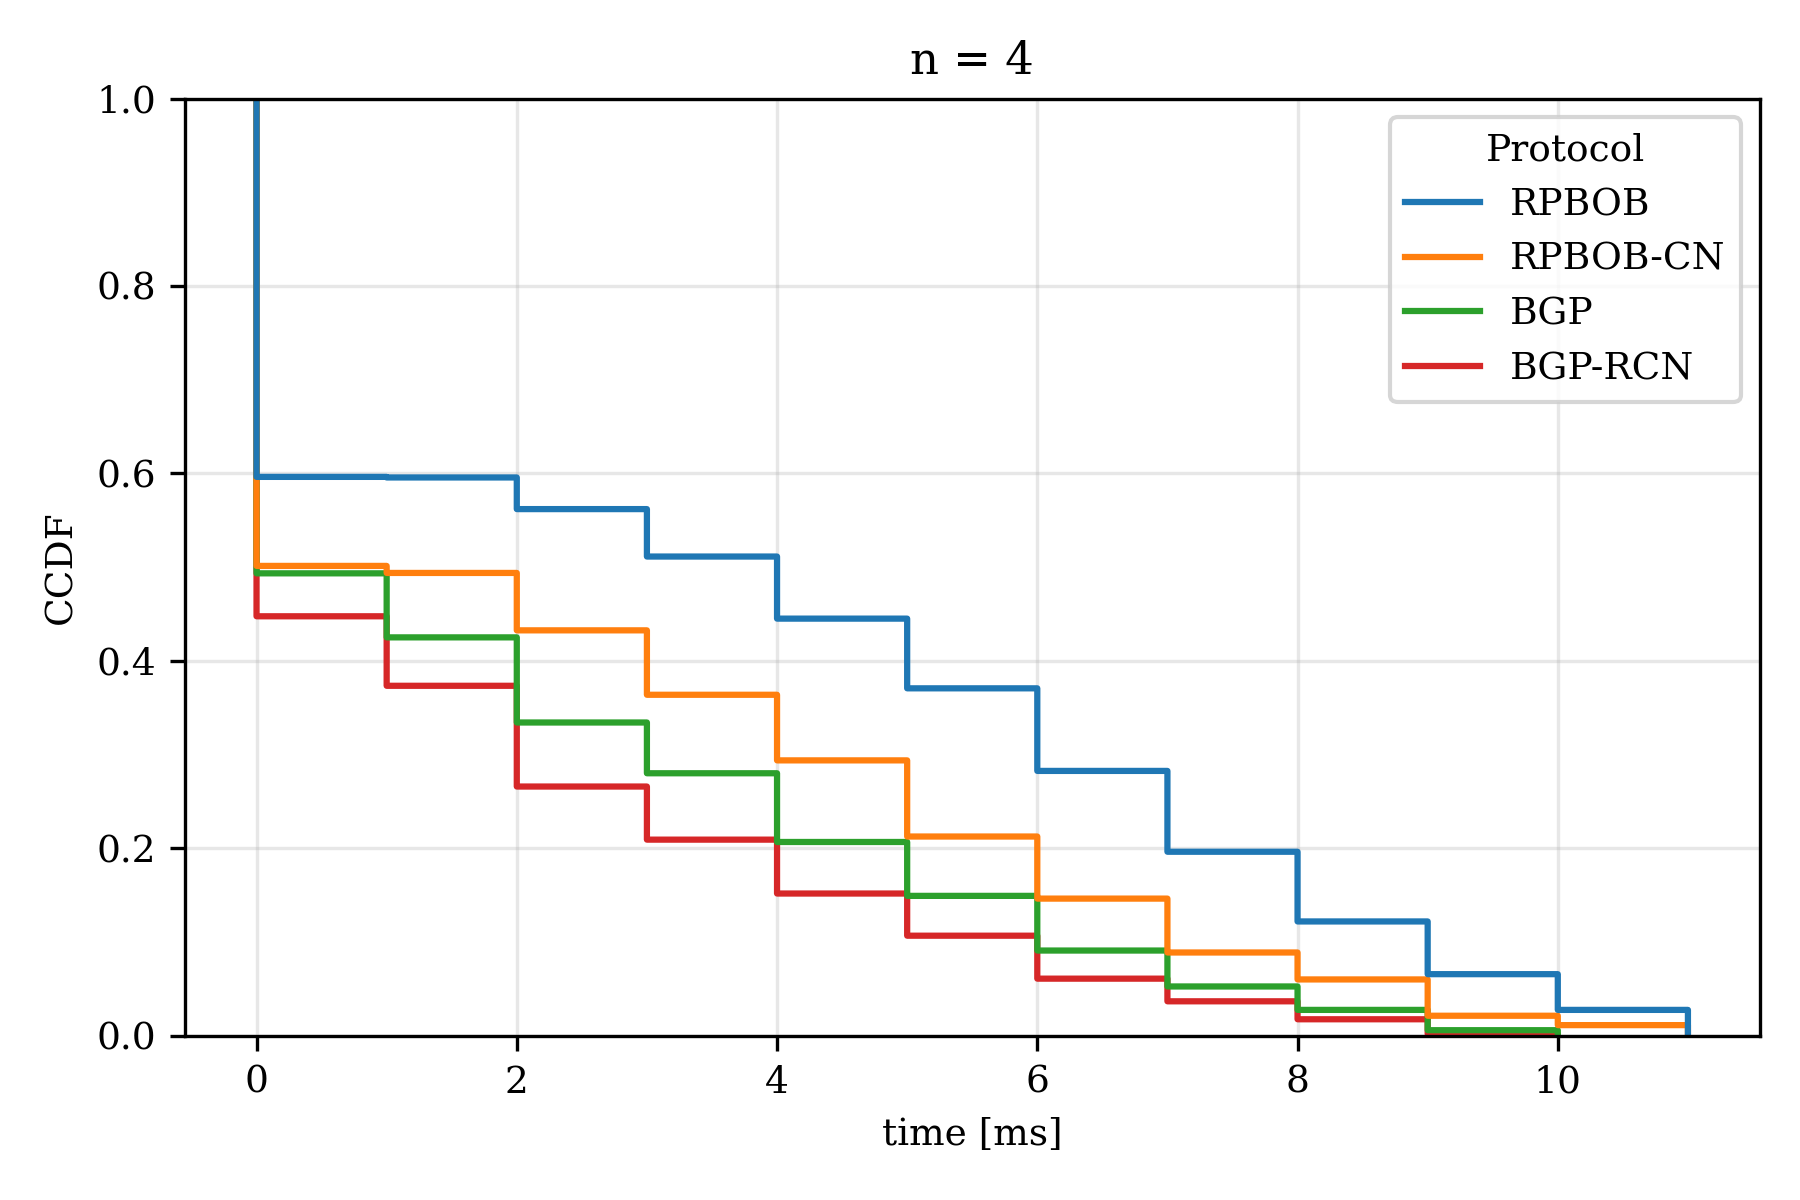 n = 4
1.0
0.8
0.6
0.4
0.2
0.0
CCDF
Protocol
RPBOB
RPBOB-CN
BGP
BGP-RCN
0 2 4 6 8 10
time [ms]